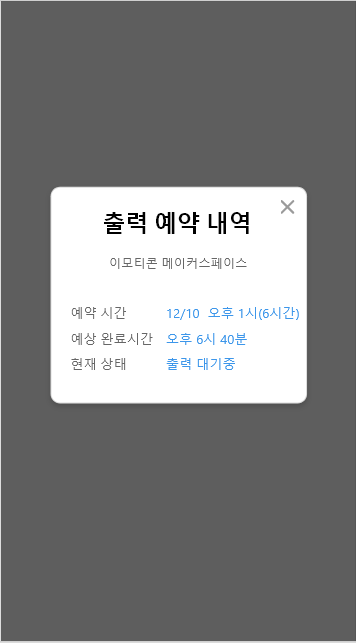 출력 예약 내역
이모티콘 메이커스페이스
예약 시간 12/10 오후 1시(6시간)
예상 완료시간 오후 6시 40분
현재 상태 출력 대기중